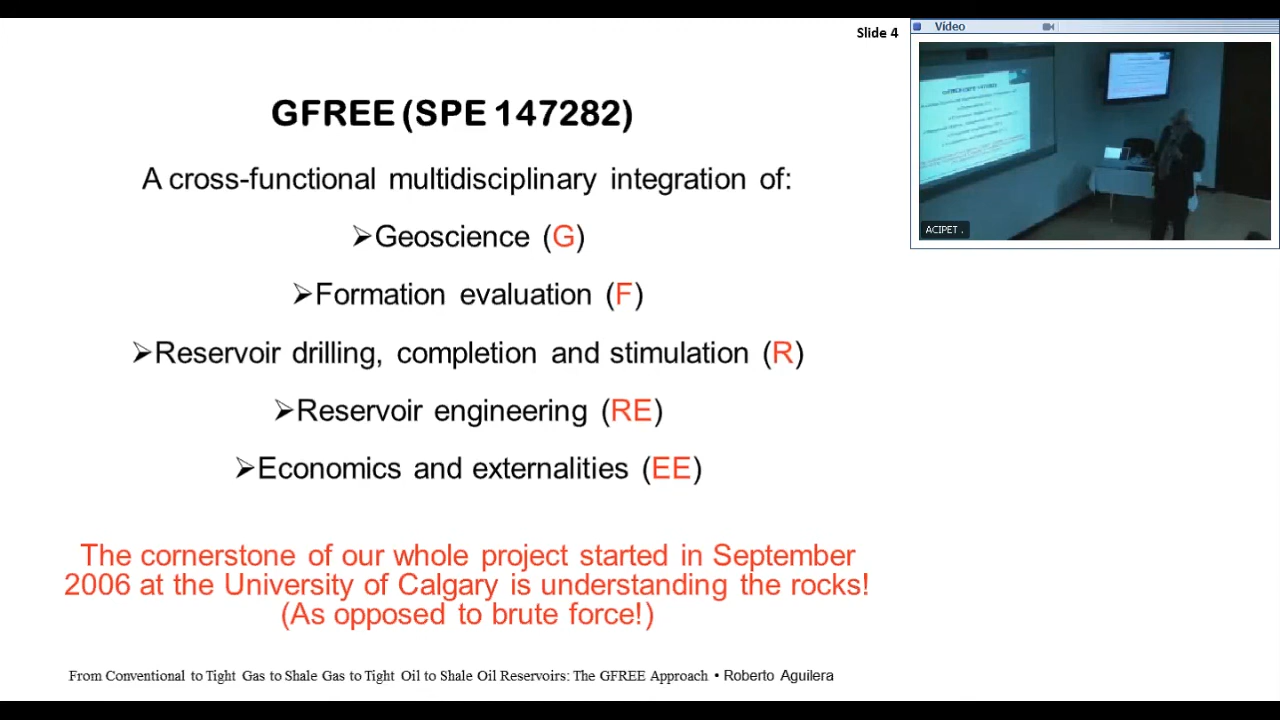 Slide 4
Vídeo
GFREE (SPE 147282)
A cross-functional multidisciplinary integration of:
➢Geoscience (G)
➢Formation evaluation (F)
➢Reservoir drilling, completion and stimulation (R)
➢Reservoir engineering (RE)
➢Economics and externalities (EE)
The cornerstone of our whole project started in September
2006 at the University of Calgary is understanding the rocks!
(As opposed to brute force!)
From Conventional to Tight Gas to Shale Gas to Tight Oil to Shale Oil Reservoirs: The GFREE Approach • Roberto Aguilera
ACIPET .